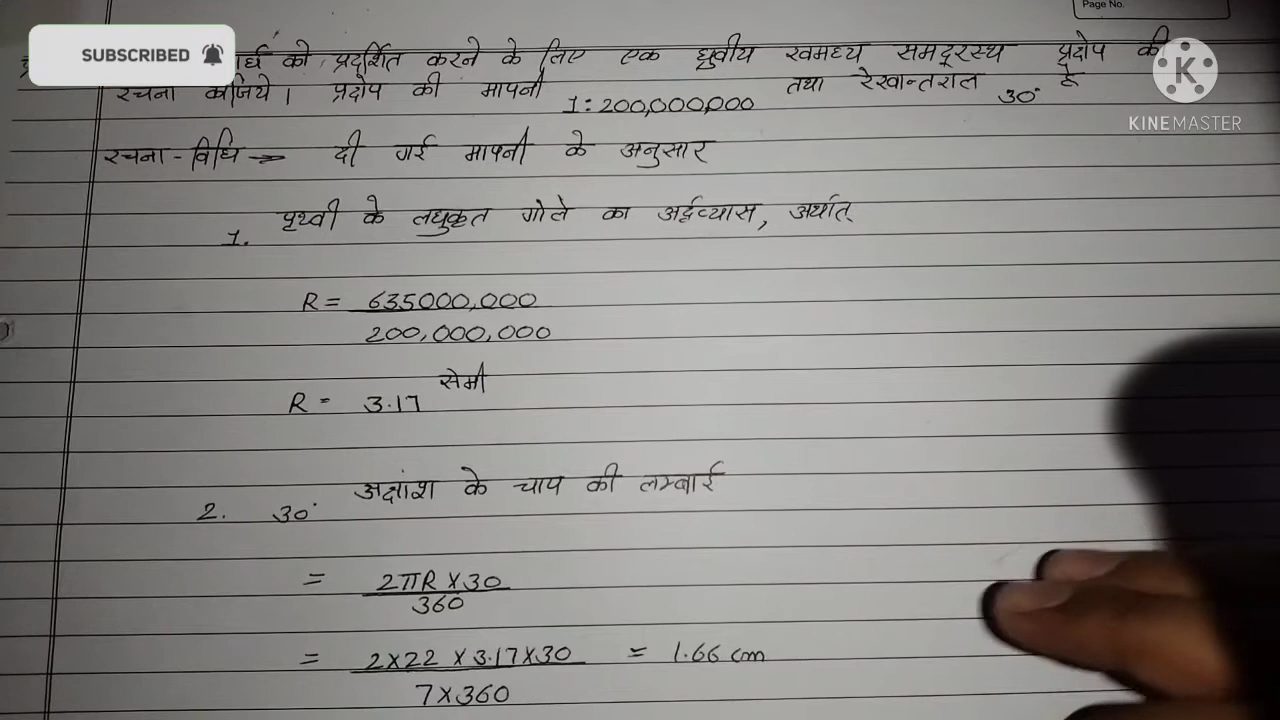 Page No.
SUBSCRIBED
को प्रदर्शित करने के लिए एक ध्रुवीय खमध्य समदूरस्थ प्रक्षेप की
रचना कीजिये। प्रक्षेप की मापनी 1:200,000,000 तथा रेखान्तराल 30° है
KINEMASTER
रचना-विधि → दी गई मापनी के अनुसार
1. पृथ्वी के लघुकृत गोले का अर्द्धव्यास, अर्थात्
R = 635000,000
200,000,000
R = 3.17 सेमी
2. 30° अक्षांश के चाप की लम्बाई
= 2πR×30
360
= 2×22×3.17×30 = 1.66 cm
7×360